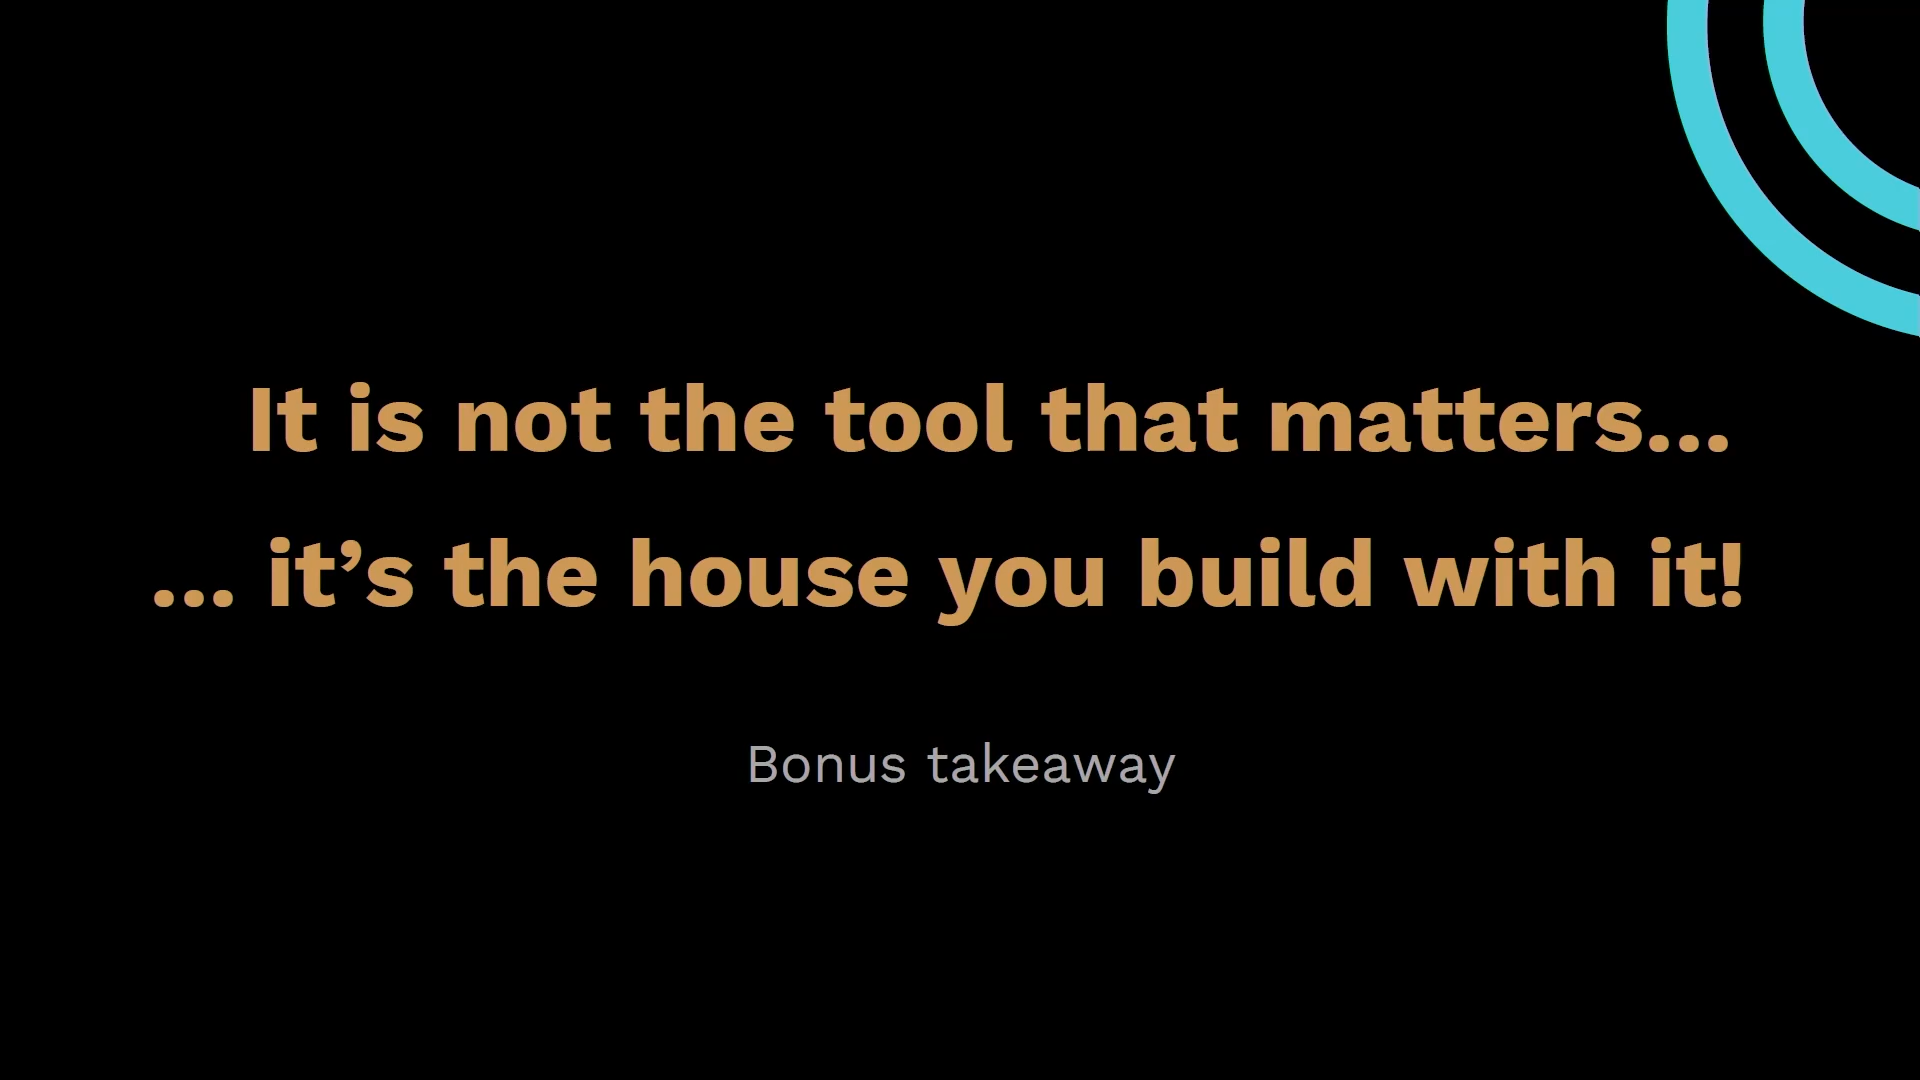 It is not the tool that matters...
... it’s the house you build with it!
Bonus takeaway